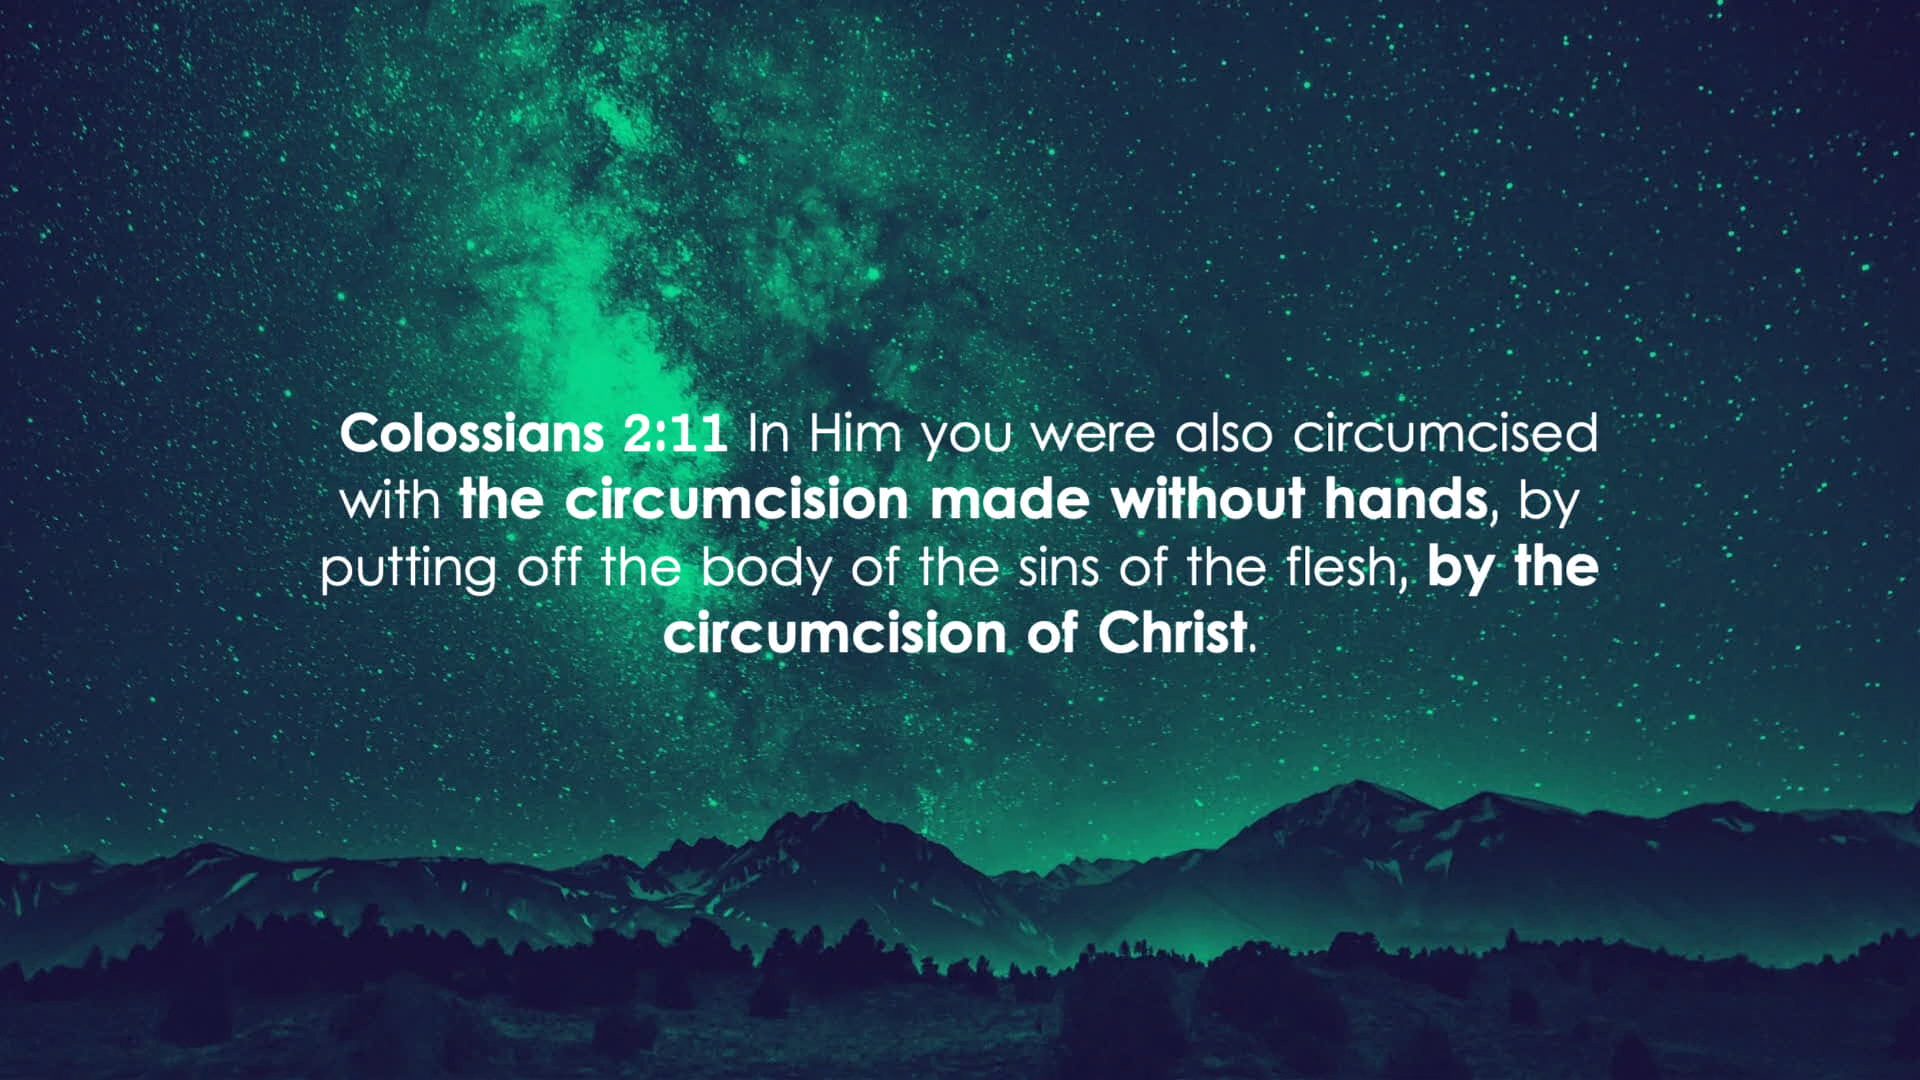 Colossians 2:11 In Him you were also circumcised
with the circumcision made without hands, by
putting off the body of the sins of the flesh, by the
circumcision of Christ.